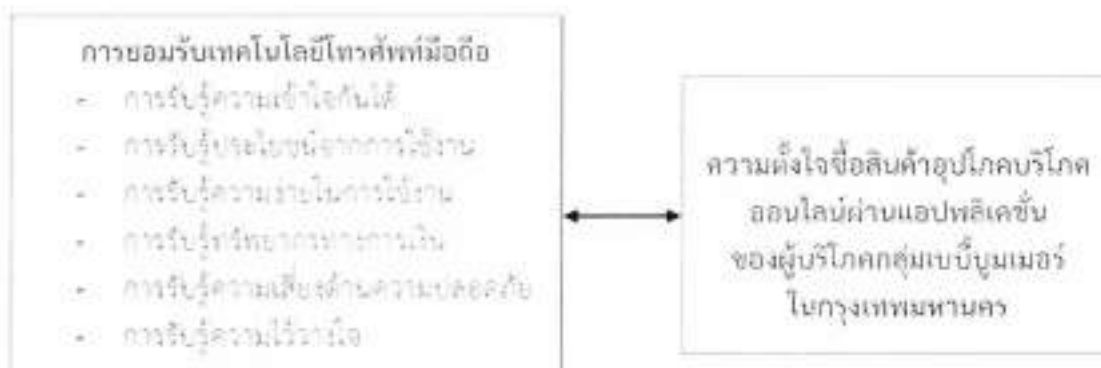 การยอมรับเทคโนโลยีโทรศัพท์มือถือ
- การรับรู้ความเข้าใจกันได้
- การรับรู้ประโยชน์จากการใช้งาน
- การรับรู้ความง่ายในการใช้งาน
- การรับรู้ทรัพยากรทางการเงิน
- การรับรู้ความเสี่ยงด้านความปลอดภัย
- การรับรู้ความไว้วางใจ
ความตั้งใจซื้อสินค้าอุปโภคบริโภค
ออนไลน์ผ่านแอปพลิเคชั่น
ของผู้บริโภคกลุ่มเบบี้บูมเมอร์
ในกรุงเทพมหานคร